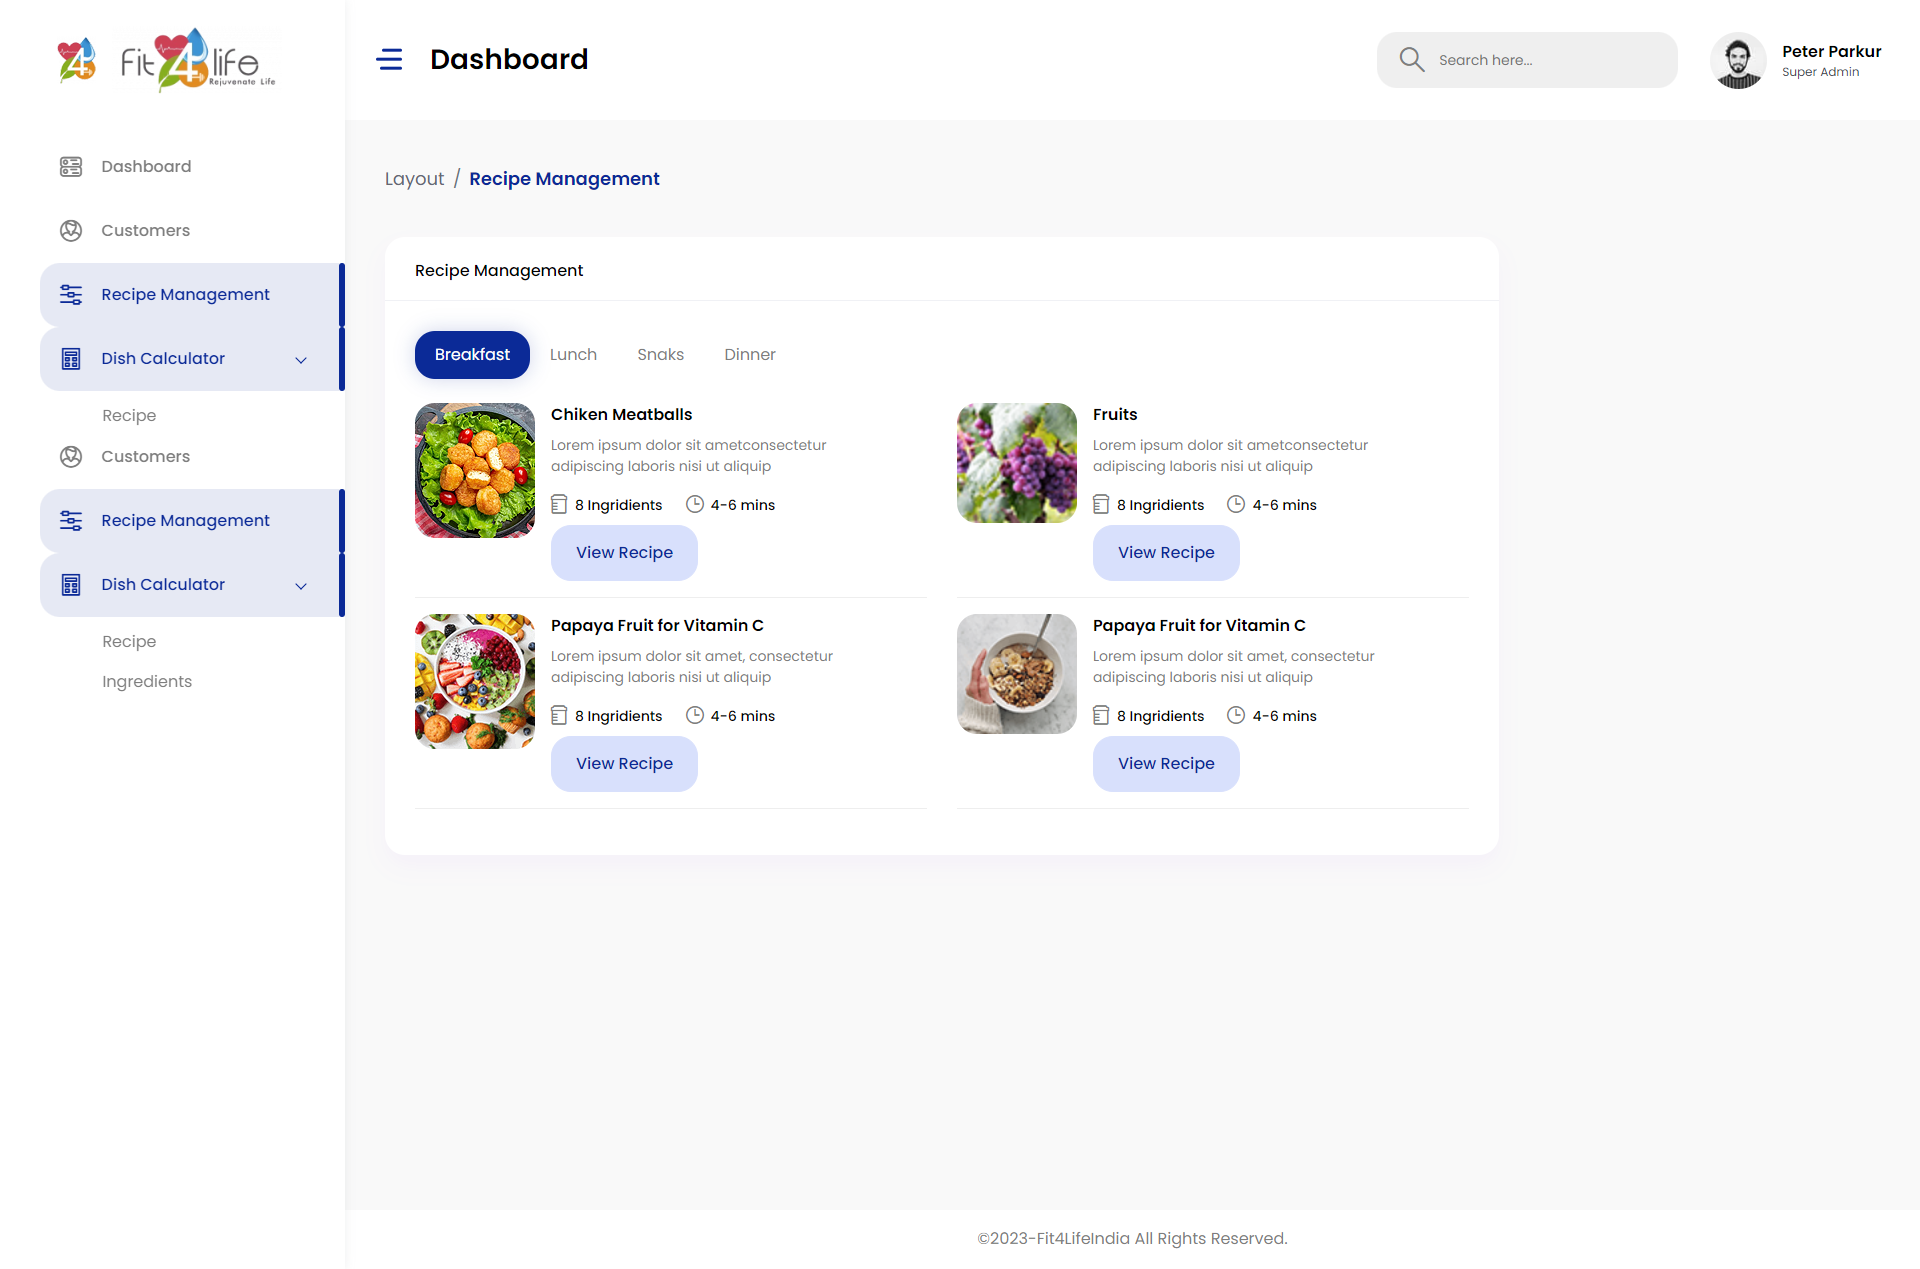 Fit4life
Rejuvenate Life
Dashboard
Search here...
Peter Parkur
Super Admin
Dashboard
Customers
Recipe Management
Dish Calculator
Recipe
Customers
Recipe Management
Dish Calculator
Recipe
Ingredients
Layout / Recipe Management
Recipe Management
Breakfast Lunch Snaks Dinner
Chiken Meatballs
Lorem ipsum dolor sit ametconsectetur
adipiscing laboris nisi ut aliquip
8 Ingridients 4-6 mins
View Recipe
Fruits
Lorem ipsum dolor sit ametconsectetur
adipiscing laboris nisi ut aliquip
8 Ingridients 4-6 mins
View Recipe
Papaya Fruit for Vitamin C
Lorem ipsum dolor sit amet, consectetur
adipiscing laboris nisi ut aliquip
8 Ingridients 4-6 mins
View Recipe
Papaya Fruit for Vitamin C
Lorem ipsum dolor sit amet, consectetur
adipiscing laboris nisi ut aliquip
8 Ingridients 4-6 mins
View Recipe
©2023-Fit4LifeIndia All Rights Reserved.